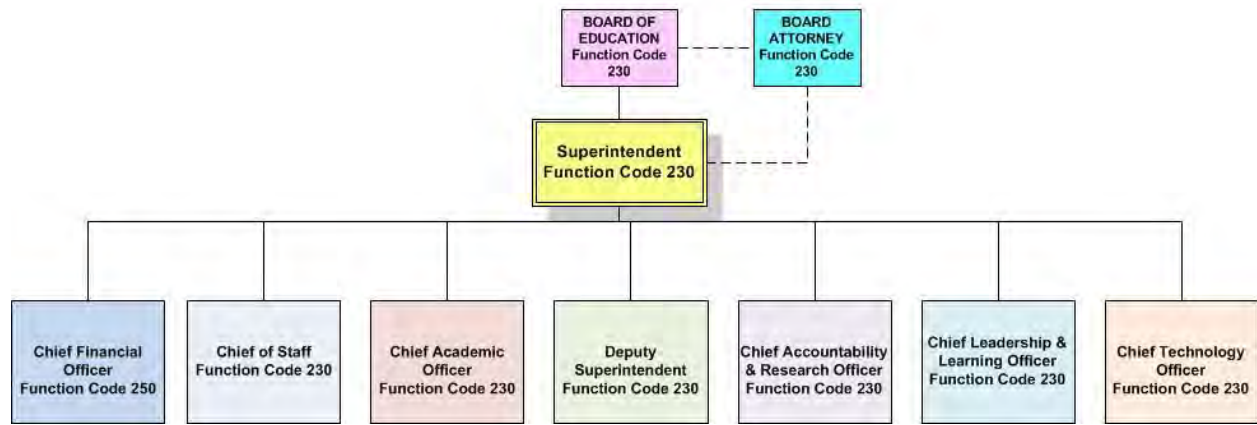 BOARD OF
EDUCATION
Function Code
230
BOARD
ATTORNEY
Function Code
230
Superintendent
Function Code 230
Chief Financial
Officer
Function Code 250
Chief of Staff
Function Code 230
Chief Academic
Officer
Function Code 230
Deputy
Superintendent
Function Code 230
Chief Accountability
& Research Officer
Function Code 230
Chief Leadership &
Learning Officer
Function Code 230
Chief Technology
Officer
Function Code 230